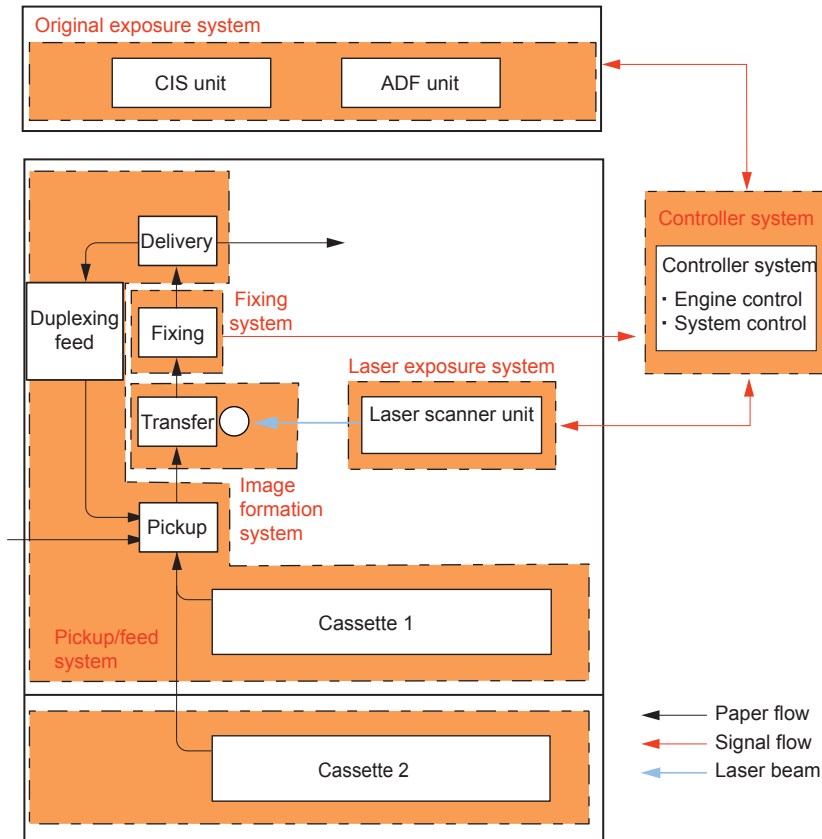 Original exposure system
CIS unit
ADF unit
Controller system
Controller system
・ Engine control
・ System control
Delivery
Duplexing
feed
Fixing
Fixing
system
Laser exposure system
Laser scanner unit
Transfer
Image
formation
system
Pickup
Cassette 1
Pickup/feed
system
Cassette 2
Paper flow
Signal flow
Laser beam